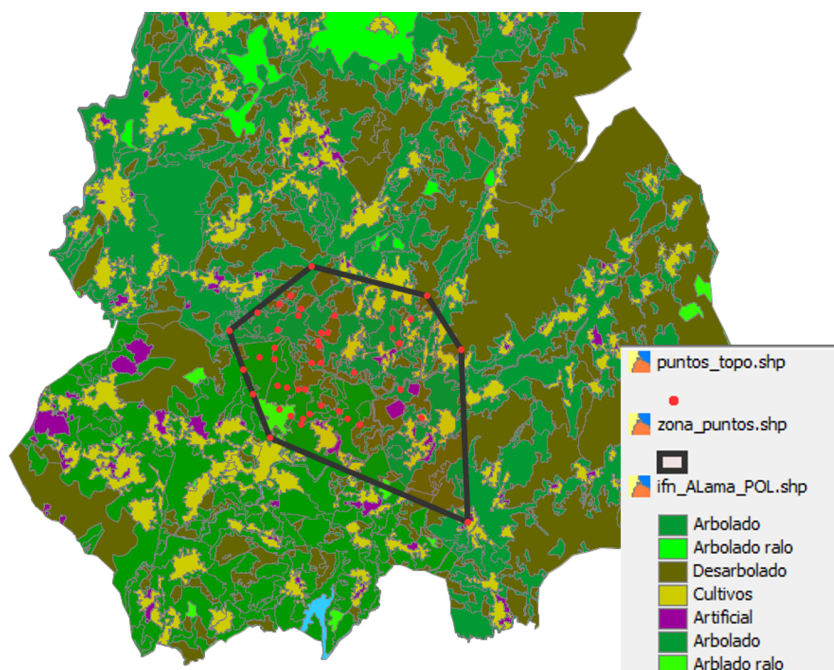 puntos_topo.shp
zona_puntos.shp
ifn_ALama_POL.shp
Arbolado
Arbolado ralo
Desarbolado
Cultivos
Artificial
Arbolado
Arblado ralo